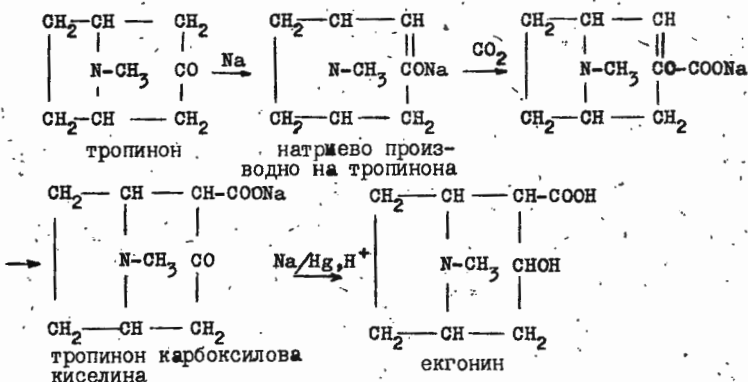 CH2—CH — CH2 CH2—CH — CH CH2—CH — CH
N-CH3 CO Na N-CH3 CONa CO2 N-CH3 CO-COONa
CH2—CH — CH2 CH2—CH — CH2 CH2—CH — CH2
тропинон натриево произ-
водно на тропинона
CH2— CH — CH-COONa CH2—CH — CH-COOH
N-CH3 CO Na/Hg,H+ N-CH3 CHOH
CH2—CH — CH2 CH2— CH — CH2
тропинон карбоксилова екгонин
киселина